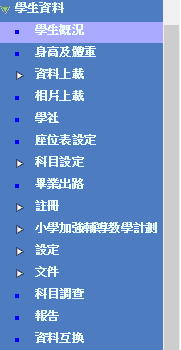 學生資料
學生概況
身高及體重
資料上載
相片上載
學社
座位表設定
科目設定
畢業出路
註冊
小學加強輔導教學計劃
設定
文件
科目調查
報告
資料互換